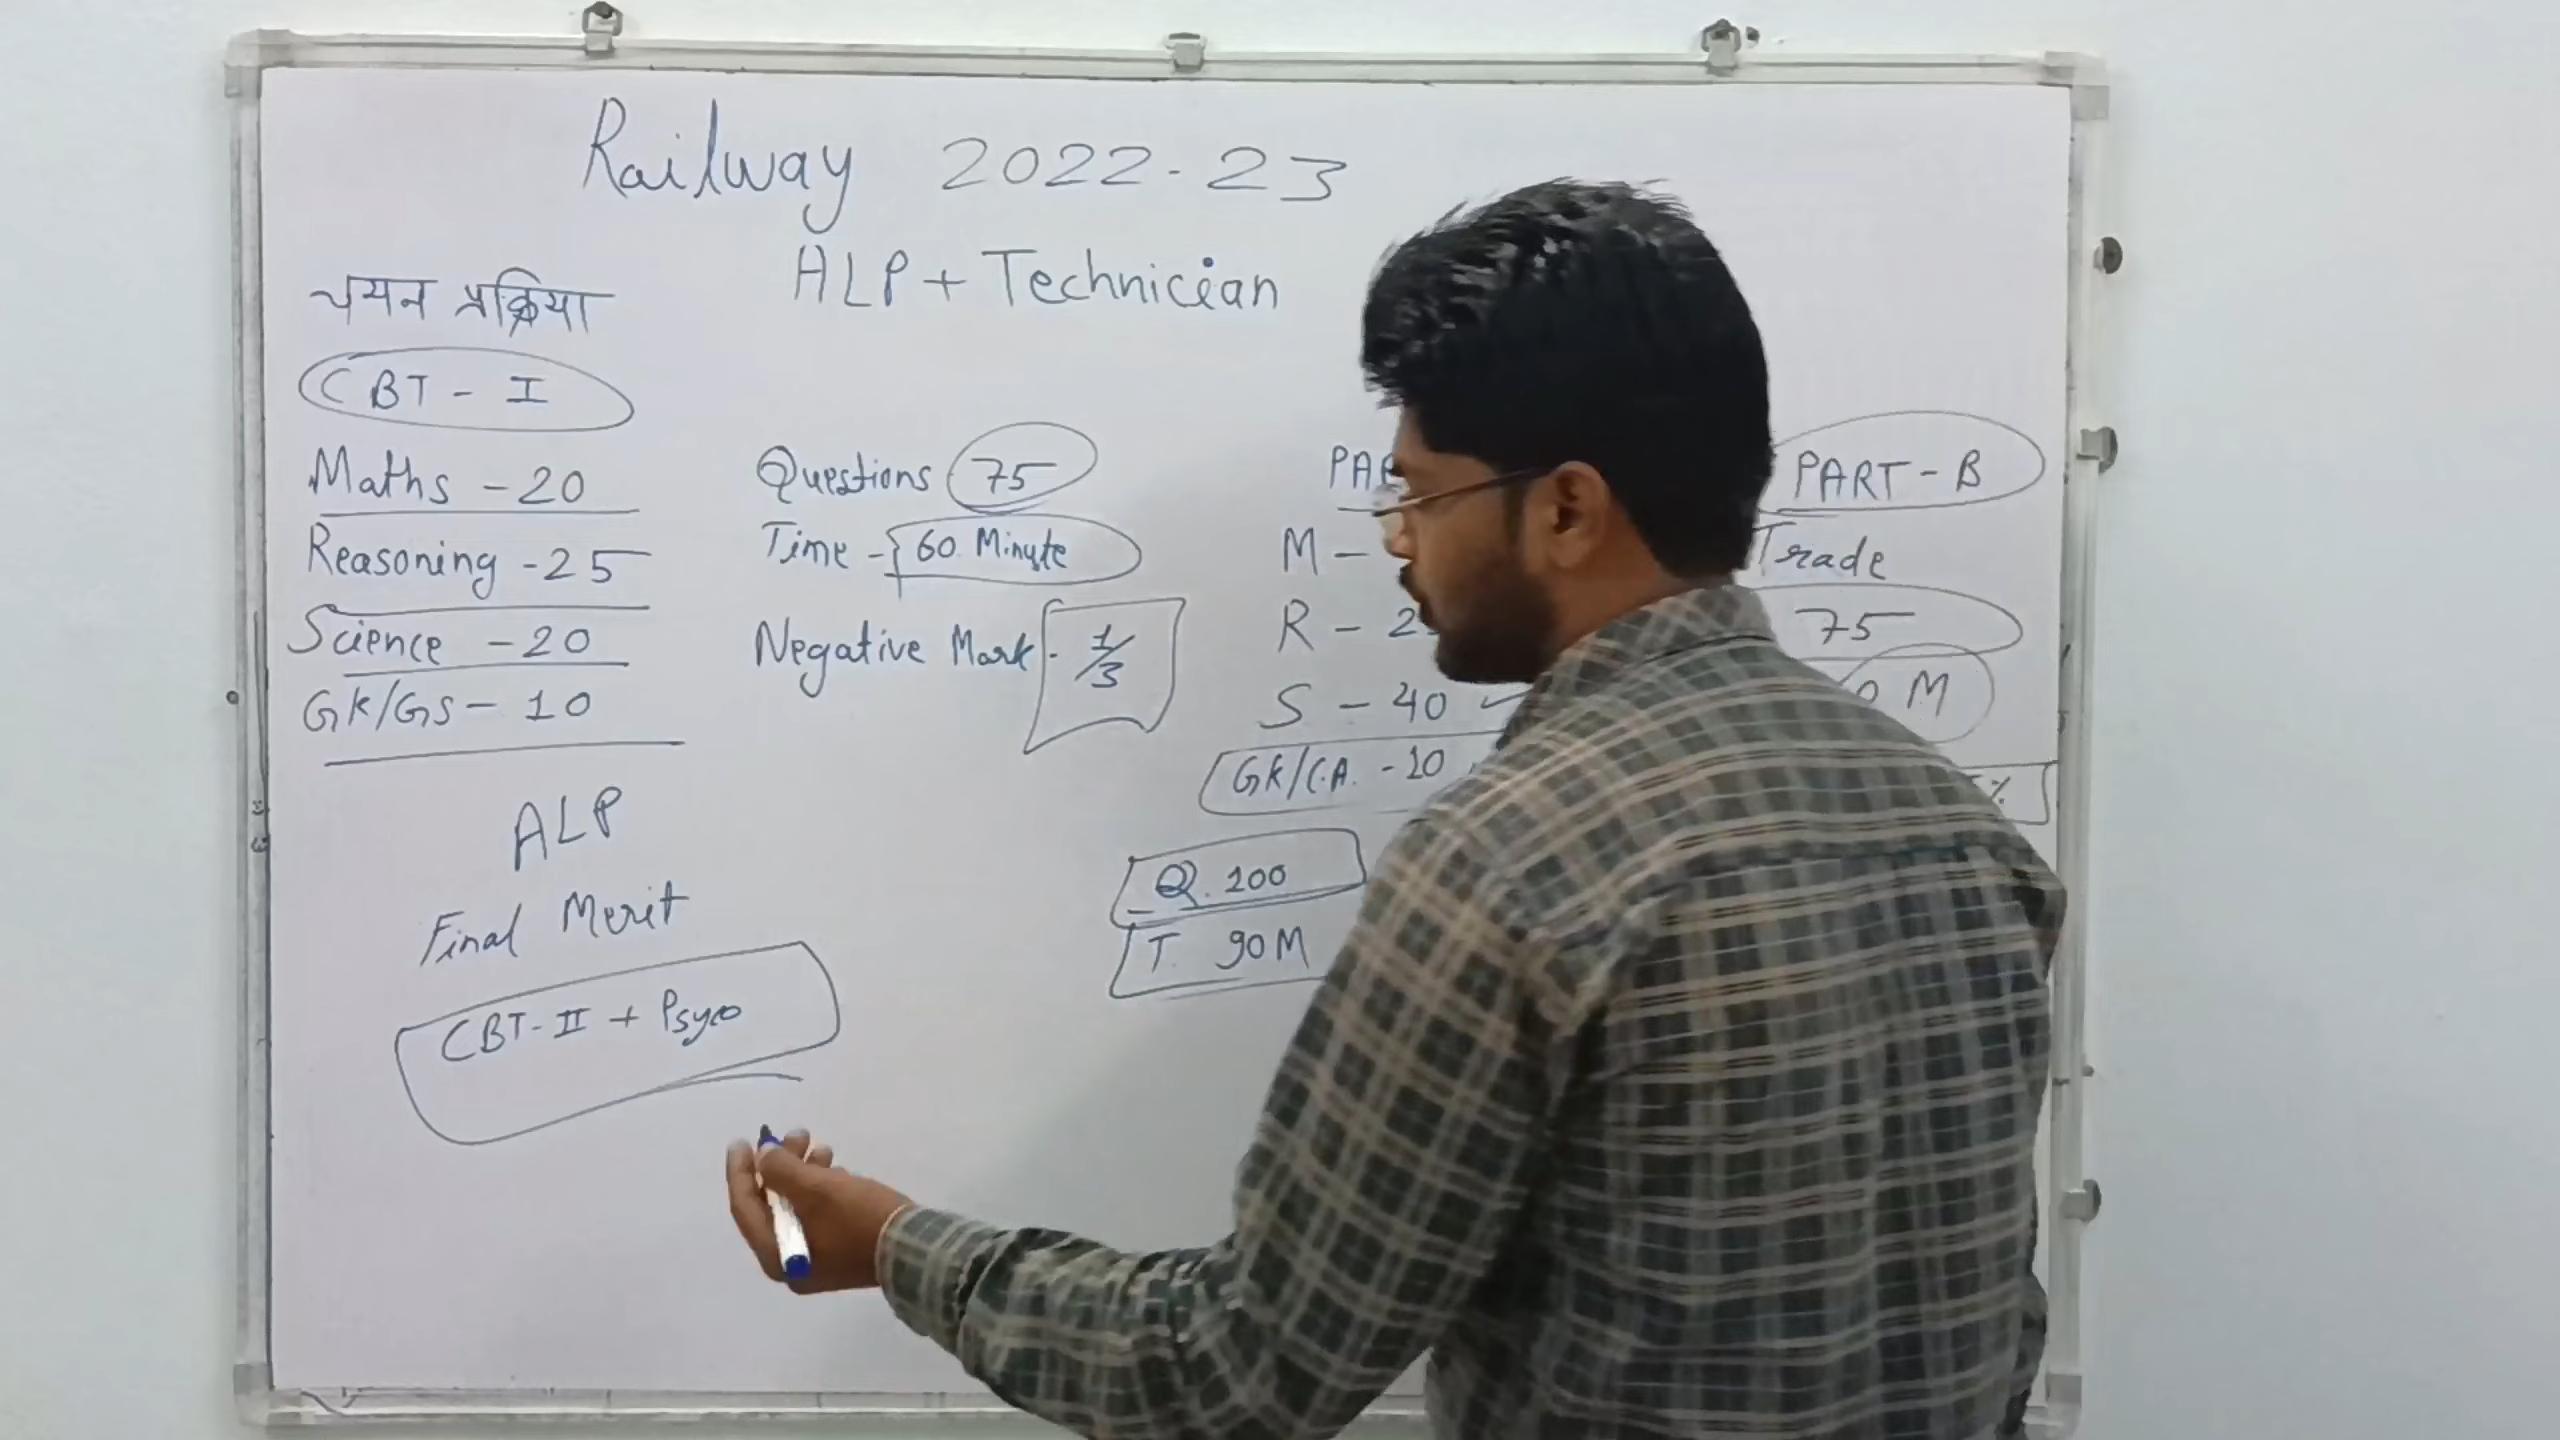 Railway 2022-23
ALP + Technician
चयन प्रक्रिया
CBT - I
Maths - 20
Reasoning - 25
Science - 20
Gk/Gs - 10
Questions 75
Time - 60 Minute
Negative Mark - 1/3
ALP
Final Merit
CBT-II + Psyco
M -
R -
S - 40
Gk/C.A. - 10
Q. 100
T. 90M
PART - B
Trade
75
M
%